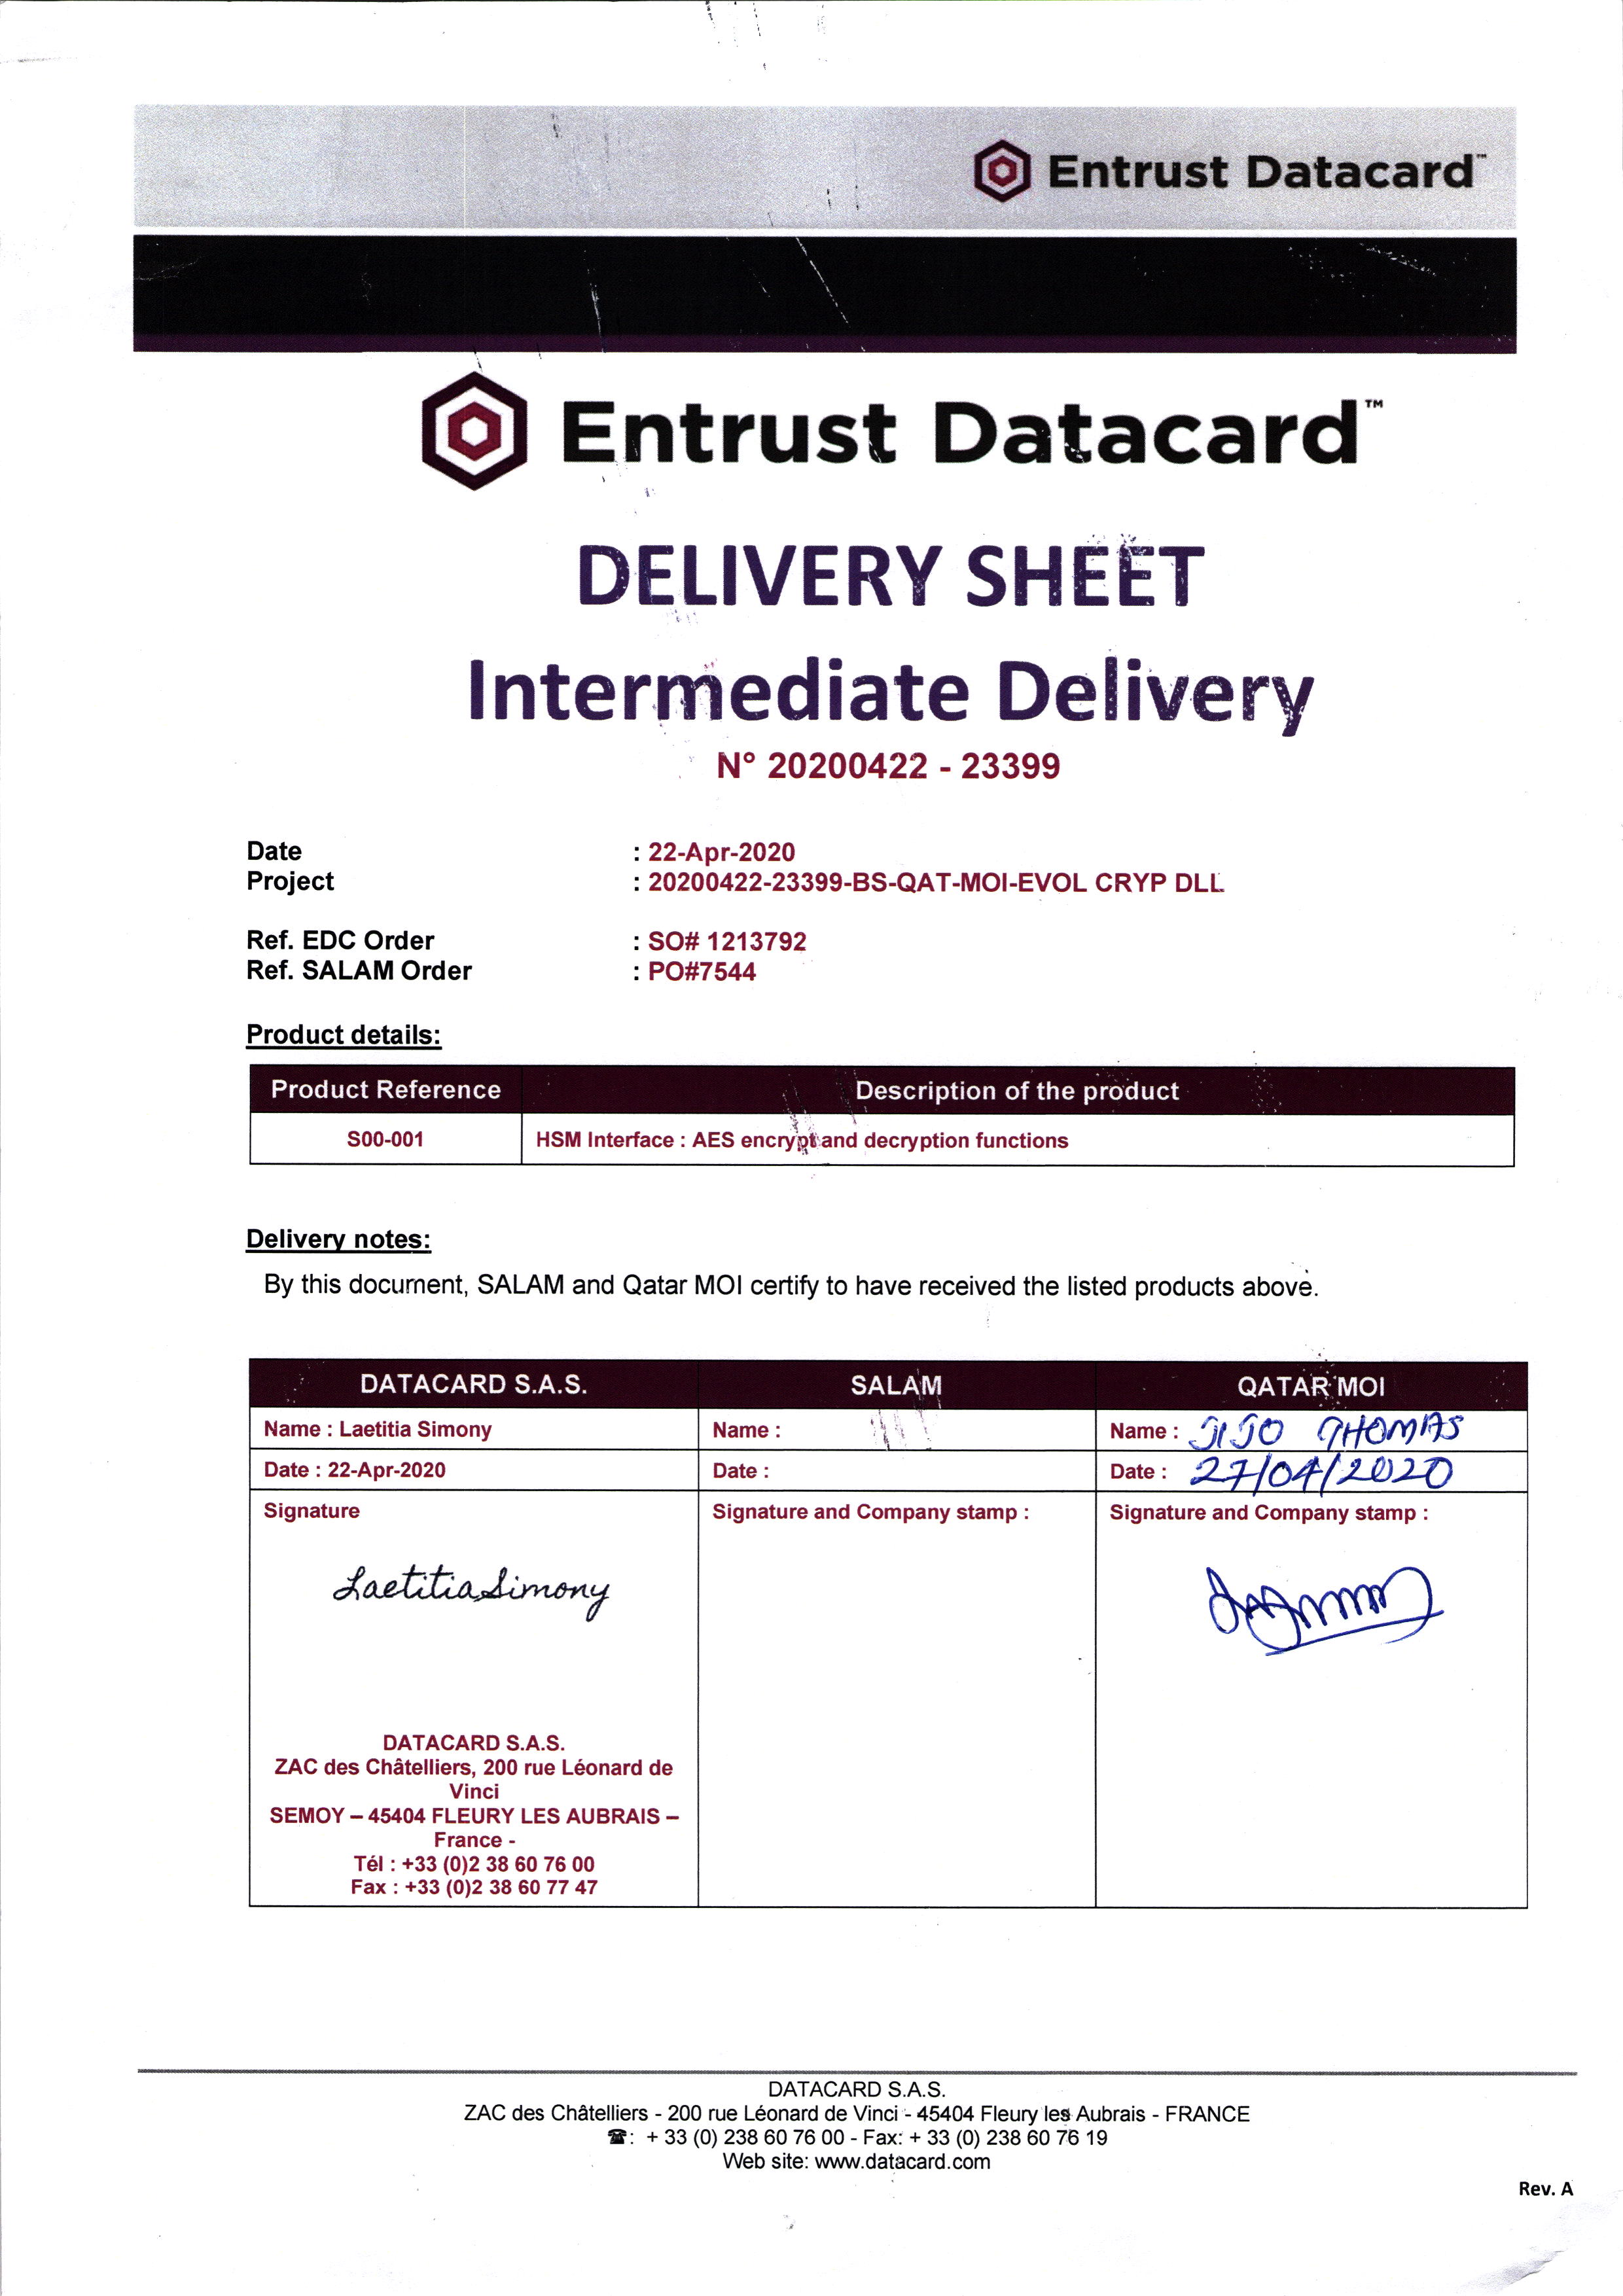 Entrust Datacard™
Entrust Datacard™
DELIVERY SHEET
Intermediate Delivery
N° 20200422 - 23399
Date : 22-Apr-2020
Project : 20200422-23399-BS-QAT-MOI-EVOL CRYP DLL
Ref. EDC Order : SO# 1213792
Ref. SALAM Order : PO#7544
Product details:
Product Reference Description of the product
S00-001 HSM Interface : AES encrypt and decryption functions
Delivery notes:
By this document, SALAM and Qatar MOI certify to have received the listed products above.
DATACARD S.A.S. SALAM QATAR MOI
Name : Laetitia Simony Name : Name : JIJO THOMAS
Date : 22-Apr-2020 Date : Date : 27/04/2020
Signature Signature and Company stamp : Signature and Company stamp :
Laetitia Simony
DATACARD S.A.S.
ZAC des Châtelliers, 200 rue Léonard de
Vinci
SEMOY – 45404 FLEURY LES AUBRAIS –
France -
Tél : +33 (0)2 38 60 76 00
Fax : +33 (0)2 38 60 77 47
DATACARD S.A.S.
ZAC des Châtelliers - 200 rue Léonard de Vinci - 45404 Fleury les Aubrais - FRANCE
☎: + 33 (0) 238 60 76 00 - Fax: + 33 (0) 238 60 76 19
Web site: www.datacard.com
Rev. A